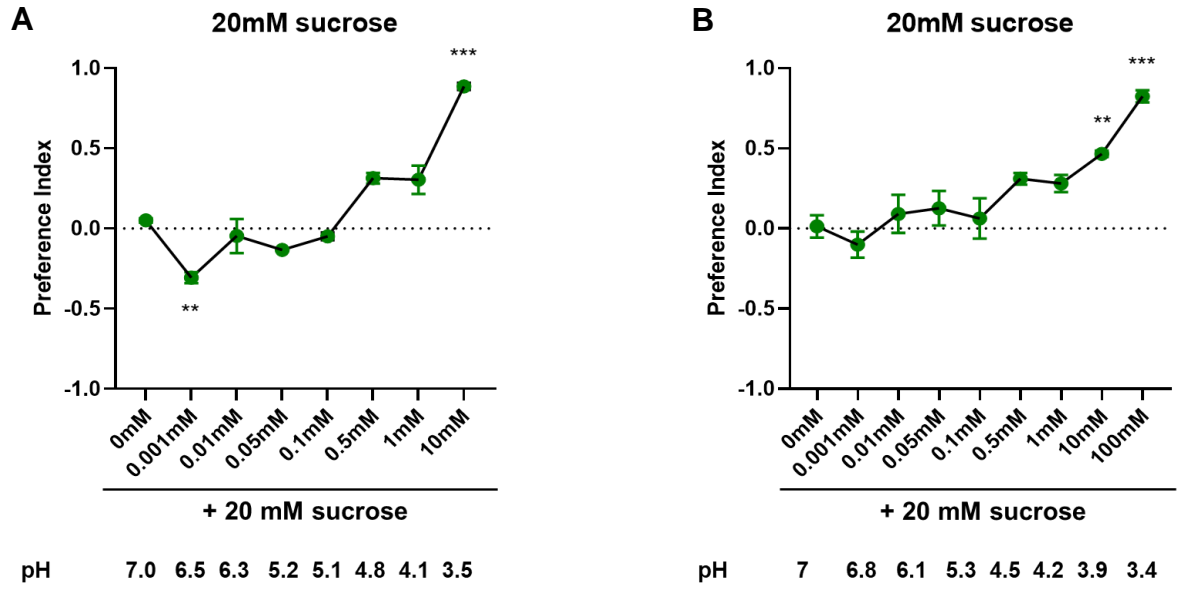 A
20mM sucrose
***
1.0
0.5
0.0
-0.5
-1.0
Preference Index
**
0mM
0.001mM
0.01mM
0.05mM
0.1mM
0.5mM
1mM
10mM
+ 20 mM sucrose
pH 7.0 6.5 6.3 5.2 5.1 4.8 4.1 3.5
B
20mM sucrose
***
**
1.0
0.5
0.0
-0.5
-1.0
Preference Index
0mM
0.001mM
0.01mM
0.05mM
0.1mM
0.5mM
1mM
10mM
100mM
+ 20 mM sucrose
pH 7 6.8 6.1 5.3 4.5 4.2 3.9 3.4